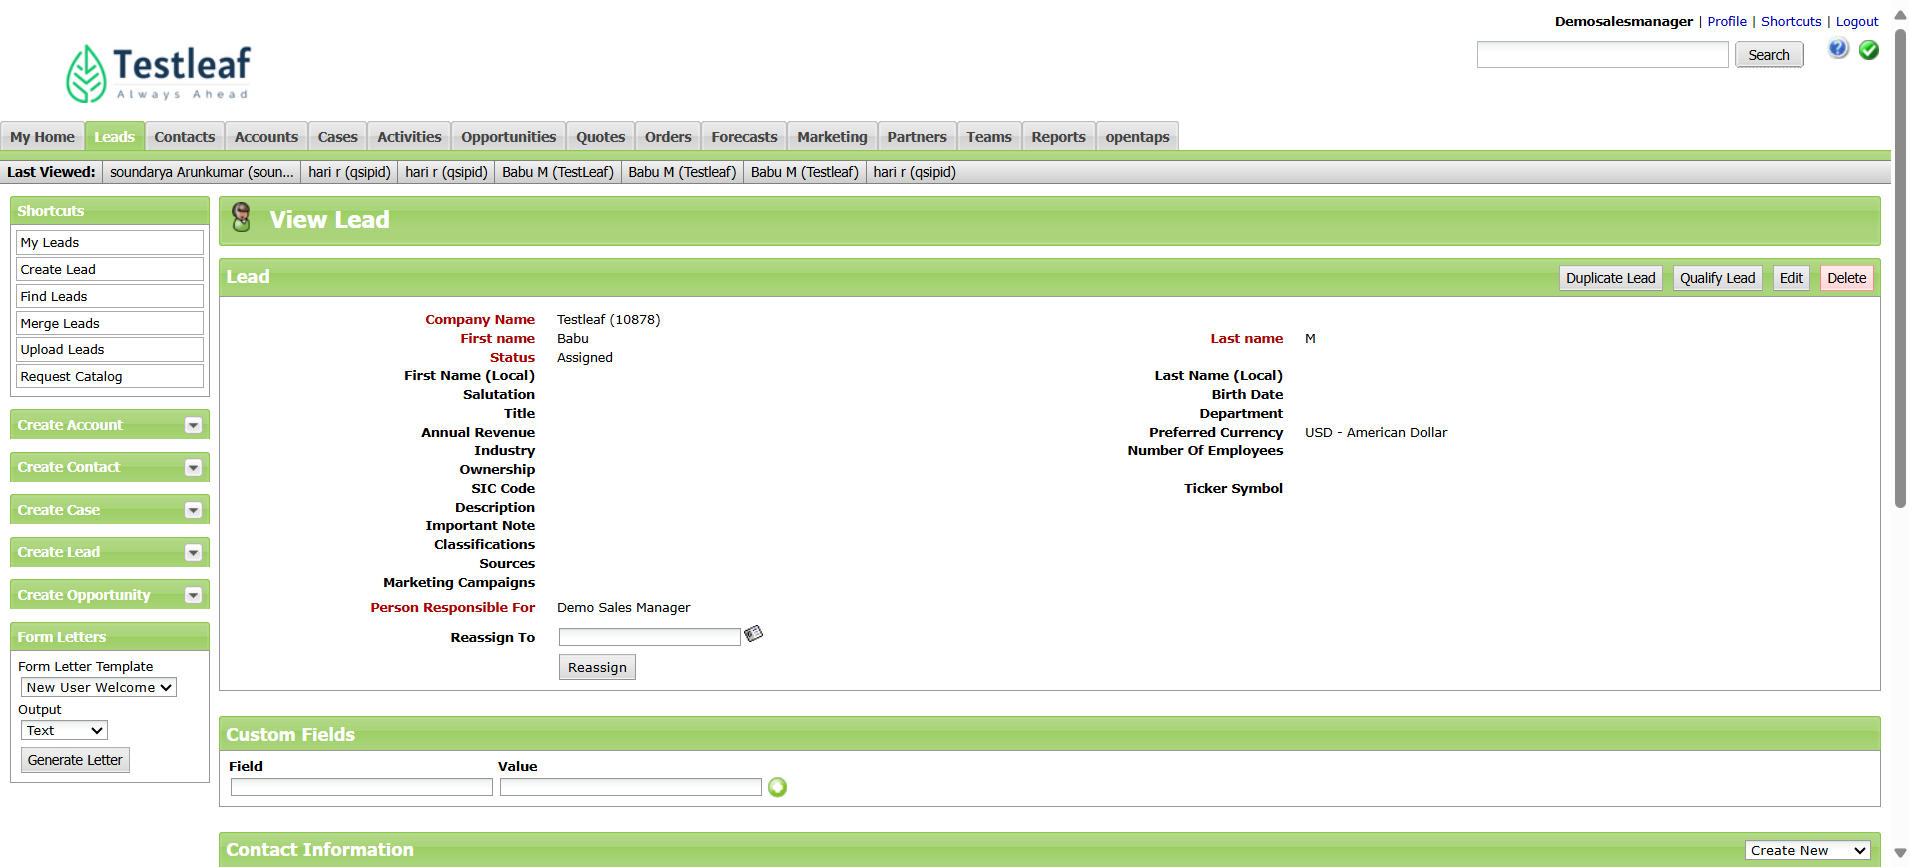 Demosalesmanager | Profile | Shortcuts | Logout
Search
Testleaf
Always Ahead
My Home Leads Contacts Accounts Cases Activities Opportunities Quotes Orders Forecasts Marketing Partners Teams Reports opentaps
Last Viewed: soundarya Arunkumar (soun... hari r (qsipid) hari r (qsipid) Babu M (TestLeaf) Babu M (Testleaf) Babu M (Testleaf) hari r (qsipid)
Shortcuts
My Leads
Create Lead
Find Leads
Merge Leads
Upload Leads
Request Catalog
Create Account
Create Contact
Create Case
Create Lead
Create Opportunity
Form Letters
Form Letter Template
New User Welcome
Output
Text
Generate Letter
View Lead
Lead Duplicate Lead Qualify Lead Edit Delete
Company Name Testleaf (10878)
First name Babu Last name M
Status Assigned
First Name (Local) Last Name (Local)
Salutation Birth Date
Title Department
Annual Revenue Preferred Currency USD - American Dollar
Industry Number Of Employees
Ownership
SIC Code Ticker Symbol
Description
Important Note
Classifications
Sources
Marketing Campaigns
Person Responsible For Demo Sales Manager
Reassign To
Reassign
Custom Fields
Field Value
Contact Information Create New